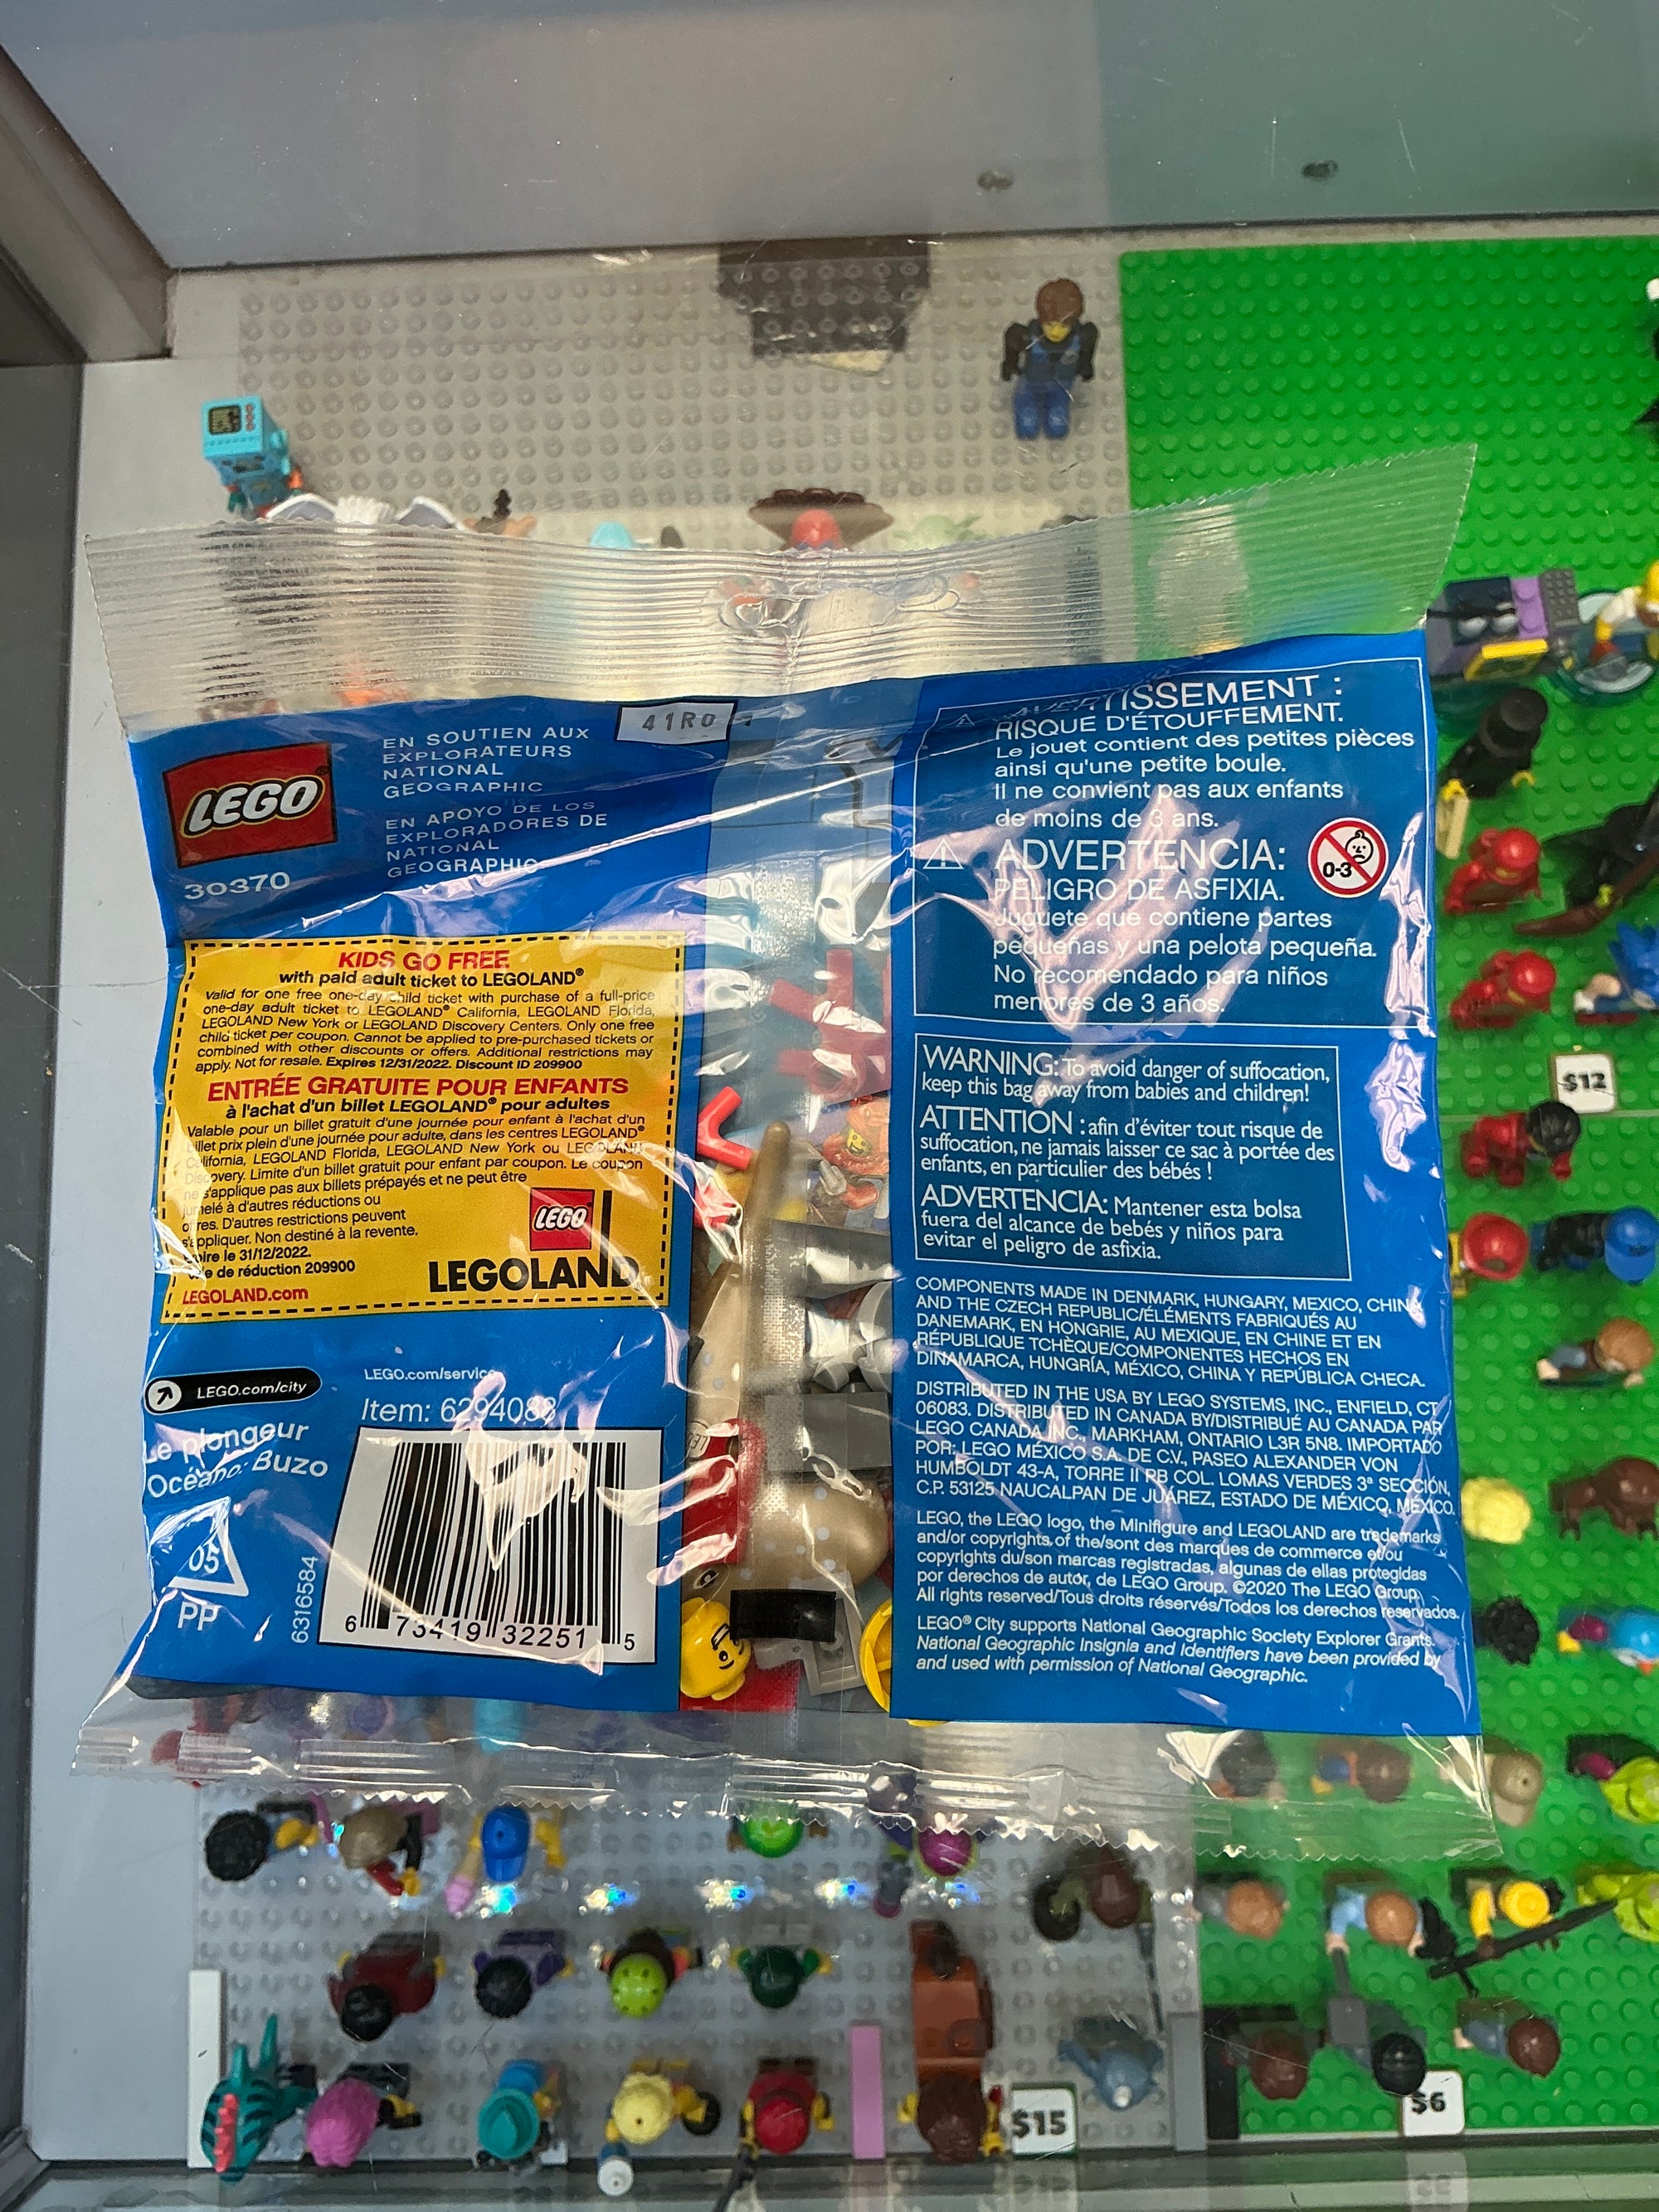 41R0
LEGO
30370
EN SOUTIEN AUX
EXPLORATEURS
NATIONAL
GEOGRAPHIC
EN APOYO DE LOS
EXPLORADORES DE
NATIONAL
GEOGRAPHIC
KIDS GO FREE
with paid adult ticket to LEGOLAND®
Valid for one free one-day child ticket with purchase of a full-price
one-day adult ticket to LEGOLAND® California, LEGOLAND Florida,
LEGOLAND New York or LEGOLAND Discovery Centers. Only one free
child ticket per coupon. Cannot be applied to pre-purchased tickets or
combined with other discounts or offers. Additional restrictions may
apply. Not for resale. Expires 12/31/2022. Discount ID 209900
ENTRÉE GRATUITE POUR ENFANTS
à l'achat d'un billet LEGOLAND® pour adultes
Valable pour un billet gratuit d'une journée pour enfant à l'achat d'un
billet prix plein d'une journée pour adulte, dans les centres LEGOLAND®
California, LEGOLAND Florida, LEGOLAND New York ou LEGOLAND
Discovery. Limite d'un billet gratuit pour enfant par coupon. Le coupon
ne s'applique pas aux billets prépayés et ne peut être
jumelé à d'autres réductions ou
offres. D'autres restrictions peuvent
s'appliquer. Non destiné à la revente.
Expire le 31/12/2022.
de réduction 209900
LEGOLAND.com
LEGO
LEGOLAND
LEGO.com/city
LEGO.com/service
Item: 6294088
Le plongeur
Océano: Buzo
05
PP
6316584
6 73419 32251 5
AVERTISSEMENT :
RISQUE D'ÉTOUFFEMENT.
Le jouet contient des petites pièces
ainsi qu'une petite boule.
Il ne convient pas aux enfants
de moins de 3 ans.
ADVERTENCIA:
PELIGRO DE ASFIXIA.
Juguete que contiene partes
pequeñas y una pelota pequeña.
No recomendado para niños
menores de 3 años.
0-3
WARNING: To avoid danger of suffocation,
keep this bag away from babies and children!
ATTENTION : afin d'éviter tout risque de
suffocation, ne jamais laisser ce sac à portée des
enfants, en particulier des bébés !
ADVERTENCIA: Mantener esta bolsa
fuera del alcance de bebés y niños para
evitar el peligro de asfixia.
COMPONENTS MADE IN DENMARK, HUNGARY, MEXICO, CHINA
AND THE CZECH REPUBLIC/ÉLÉMENTS FABRIQUÉS AU
DANEMARK, EN HONGRIE, AU MEXIQUE, EN CHINE ET EN
RÉPUBLIQUE TCHÈQUE/COMPONENTES HECHOS EN
DINAMARCA, HUNGRÍA, MÉXICO, CHINA Y REPÚBLICA CHECA.
DISTRIBUTED IN THE USA BY LEGO SYSTEMS, INC., ENFIELD, CT
06083. DISTRIBUTED IN CANADA BY/DISTRIBUÉ AU CANADA PAR
LEGO CANADA INC., MARKHAM, ONTARIO L3R 5N8. IMPORTADO
POR: LEGO MÉXICO S.A. DE C.V., PASEO ALEXANDER VON
HUMBOLDT 43-A, TORRE II PB COL. LOMAS VERDES 3ª SECCIÓN,
C.P. 53125 NAUCALPAN DE JUÁREZ, ESTADO DE MÉXICO, MÉXICO.
LEGO, the LEGO logo, the Minifigure and LEGOLAND are trademarks
and/or copyrights of the/sont des marques de commerce et/ou
copyrights du/son marcas registradas, algunas de ellas protegidas
por derechos de autor, de LEGO Group. ©2020 The LEGO Group.
All rights reserved/Tous droits réservés/Todos los derechos reservados.
LEGO® City supports National Geographic Society Explorer Grants.
National Geographic Insignia and Identifiers have been provided by
and used with permission of National Geographic.
$12
$15
$6